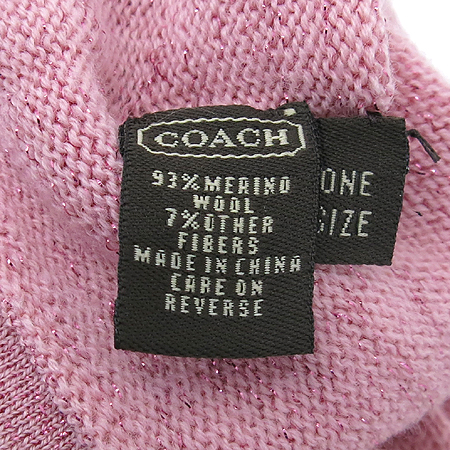 COACH
93% MERINO
WOOL
7% OTHER
FIBERS
MADE IN CHINA
CARE ON
REVERSE
ONE
SIZE